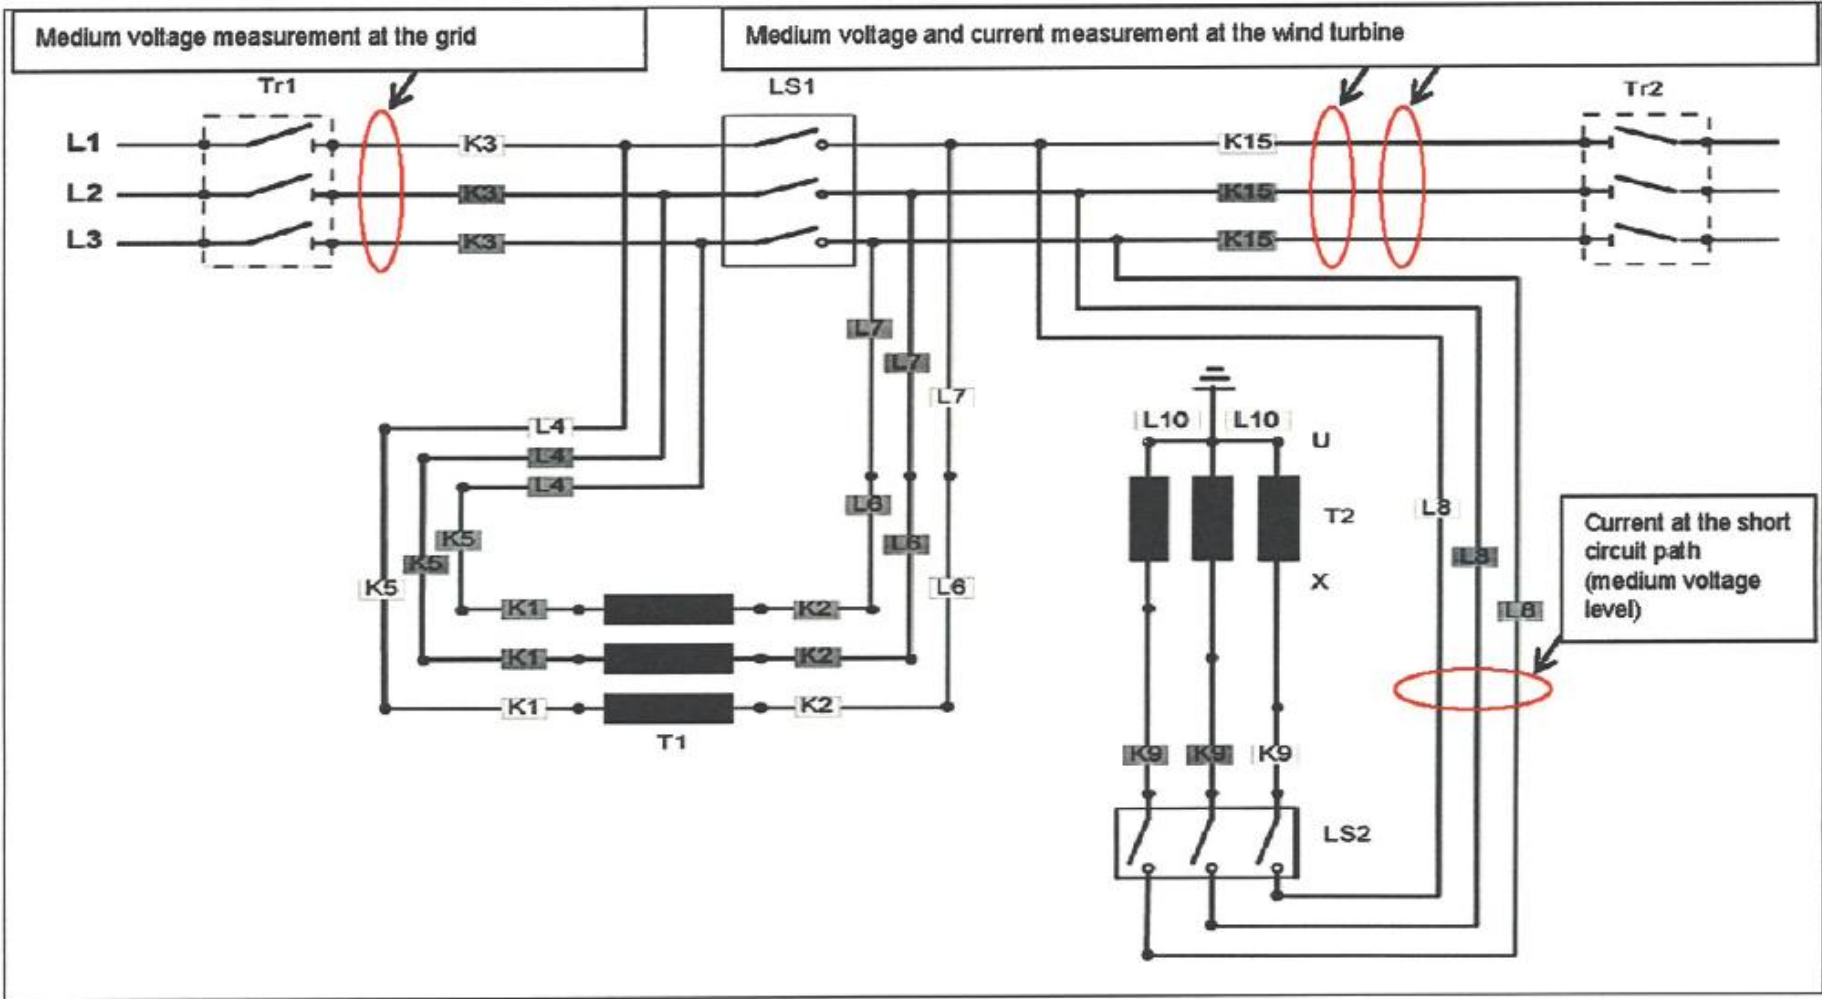 Medium voltage measurement at the grid
Medium voltage and current measurement at the wind turbine
Tr1
LS1
Tr2
L1
K3
K15
L2
K3
K15
L3
K3
K15
L7
L7
L7
L4
L4
L4
L10
L10
U
L6
L8
T2
Current at the short
circuit path
(medium voltage
level)
K5
L6
K5
L8
K5
L6
X
K1
K2
L8
K1
K2
K1
K2
T1
K9
K9
K9
LS2